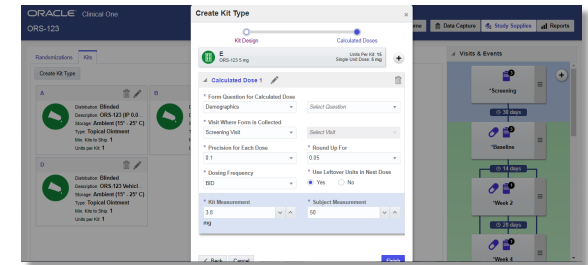 ORACLE Clinical One
ORS-123
Data Capture
Study Supplies
Reports
Randomizations Kits
Create Kit Type
A
Distribution: Blinded
Storage: Ambient (15° - 25° C)
Type: Topical Ointment
Min. Kits to Ship: 1
Units per Kit: 1
B
D
Distribution: Blinded
Description: ORS-123 Vehicl...
Storage: Ambient (15° - 25° C)
Type: Topical Ointment
Min. Kits to Ship: 1
Units per Kit: 1
Create Kit Type
×
Kit Design
Calculated Doses
E
ORS-123 5 mg
Units Per Kit: 15
Single Unit Dose: 5 mg
Calculated Dose 1
* Form Question for Calculated Dose
Demographics
Select Question
* Visit Where Form is Collected
Screening Visit
Select Visit
* Precision for Each Dose
0.1
* Round Up For
0.05
* Dosing Frequency
BID
* Use Leftover Units in Next Dose
Yes No
* Kit Measurement
3.0
mg
* Subject Measurement
50
< Back Cancel
Finish
Visits & Events
*Screening
30 days
*Baseline
14 days
*Week 2
28 days
*Week 4